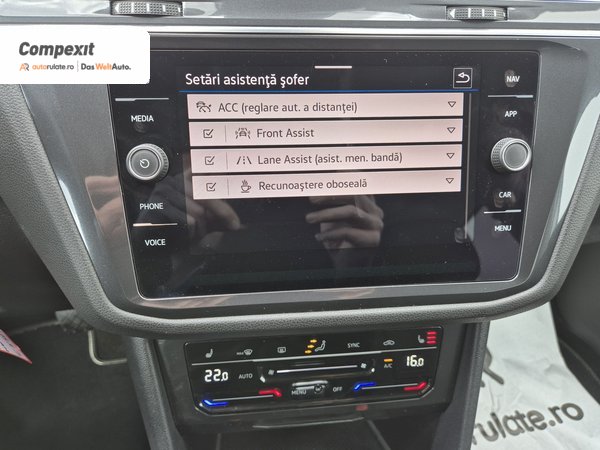 Compexit
autorulate.ro | Das WeltAuto.
Setări asistenţă şofer
NAV
ACC (reglare aut. a distanţei)
MEDIA
APP
Front Assist
Lane Assist (asist. men. bandă)
Recunoaştere oboseală
CAR
PHONE
MENU
VOICE
SYNC
22.0
AUTO
A/C
16.0
MENU
OFF
rulate.ro